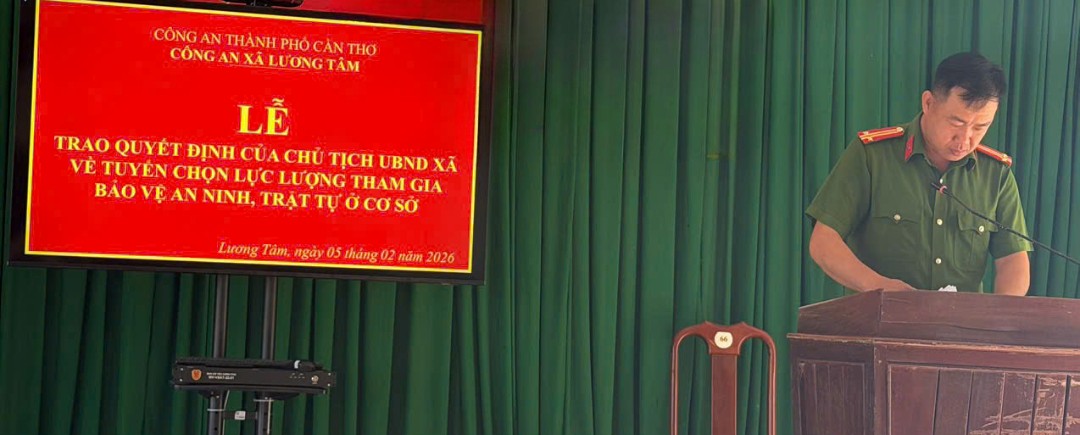 CÔNG AN THÀNH PHỐ CẦN THƠ
CÔNG AN XÃ LƯƠNG TÂM
LỄ
TRAO QUYẾT ĐỊNH CỦA CHỦ TỊCH UBND XÃ
VỀ TUYỂN CHỌN LỰC LƯỢNG THAM GIA
BẢO VỆ AN NINH, TRẬT TỰ Ở CƠ SỞ
Lương Tâm, ngày 05 tháng 02 năm 2026
66